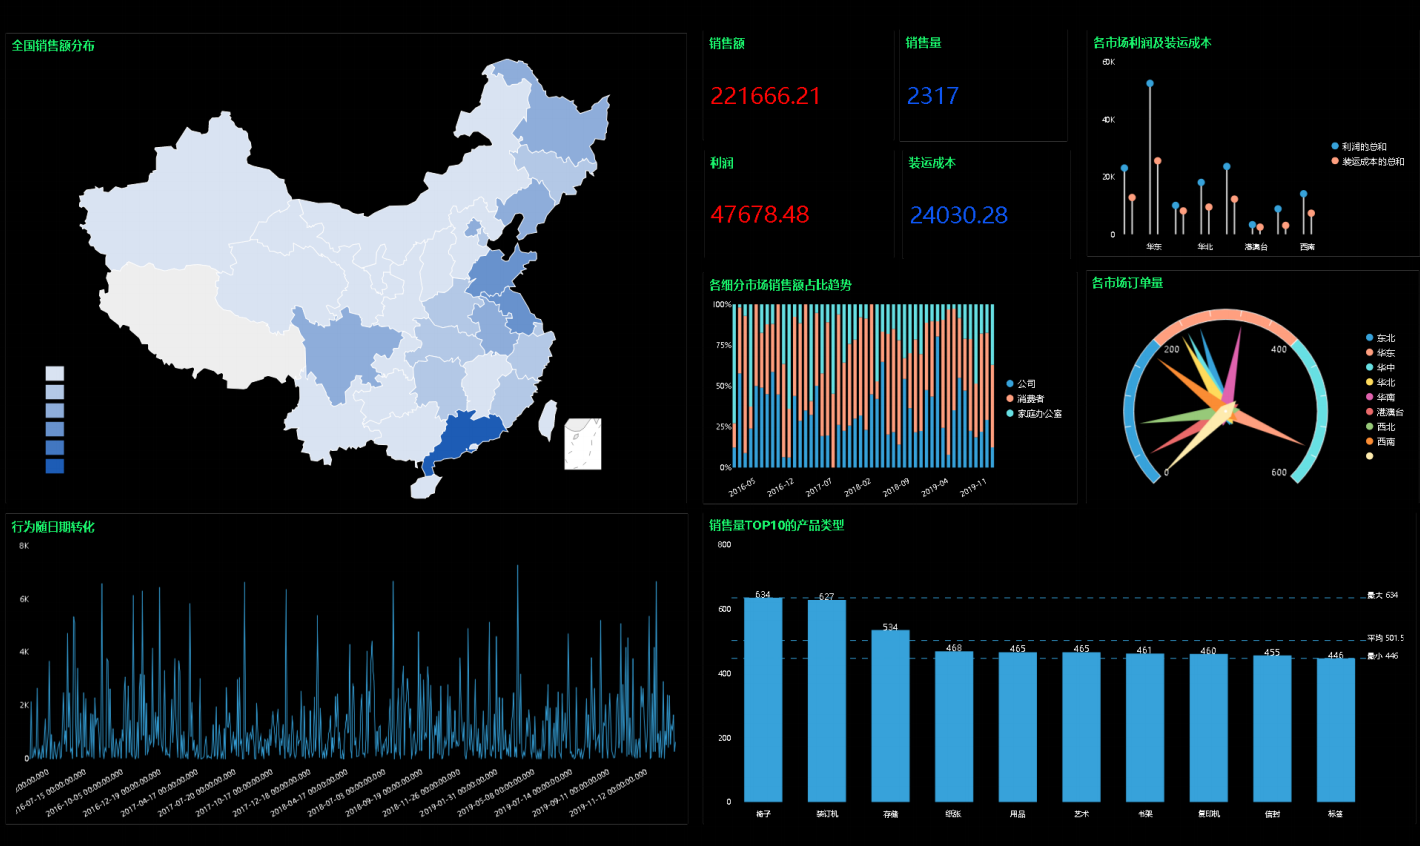 全国销售额分布
销售额
221666.21
销售量
2317
利润
47678.48
装运成本
24030.28
各市场利润及装运成本
60K
40K
20K
0
华东
华北
港澳台
西南
利润的总和
装运成本的总和
各细分市场销售额占比趋势
100%
75%
50%
25%
0%
2016-05
2016-12
2017-07
2018-02
2018-09
2019-04
2019-11
公司
消费者
家庭办公室
各市场订单量
0
200
400
600
东北
华东
华中
华北
华南
港澳台
西北
西南
行为随日期转化
8K
6K
4K
2K
0
2016-10-05 00:00:00.000
2016-12-19 00:00:00.000
2017-04-17 00:00:00.000
2017-07-20 00:00:00.000
2017-10-17 00:00:00.000
2017-12-18 00:00:00.000
2018-04-17 00:00:00.000
2018-07-05 00:00:00.000
2018-09-19 00:00:00.000
2018-11-26 00:00:00.000
2019-01-31 00:00:00.000
2019-05-08 00:00:00.000
2019-07-14 00:00:00.000
2019-09-11 00:00:00.000
2019-11-12 00:00:00.000
销售量TOP10的产品类型
800
600
400
200
0
634
627
534
468
465
465
461
460
455
446
最大 634
平均 501.5
最小 446
椅子
装订机
存储
纸张
用品
艺术
书架
复印机
信封
标签